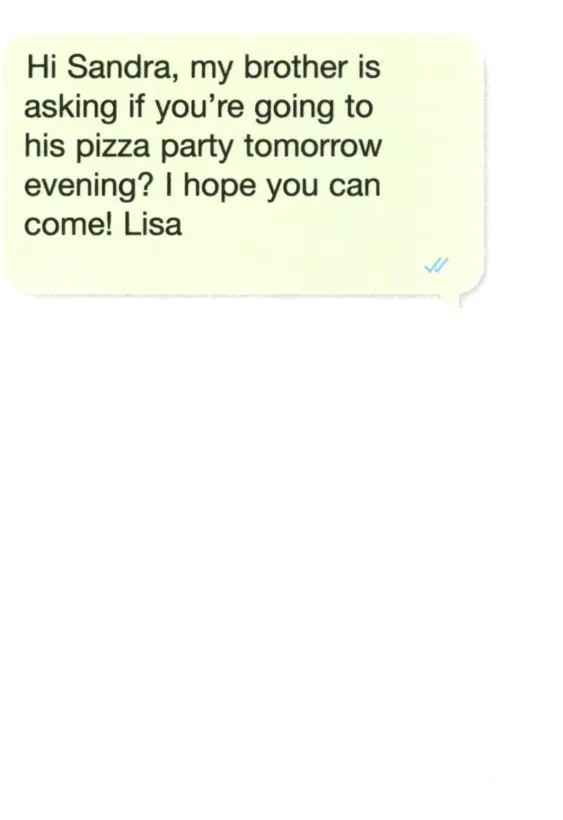 Hi Sandra, my brother is
asking if you’re going to
his pizza party tomorrow
evening? I hope you can
come! Lisa